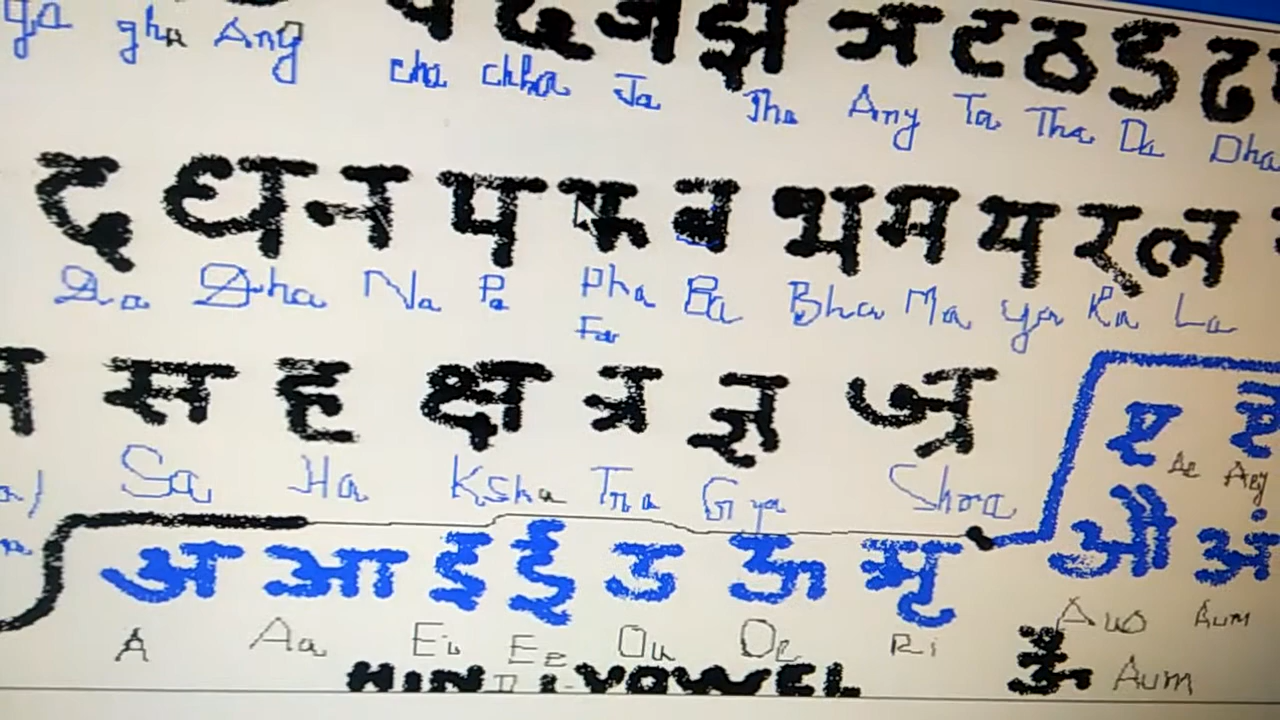 ga gha Ang cha chha Ja Jha Any Ta Tha Da Dha
च छ ज झ ञ ट ठ ड ढ
द ध न प फ ब भ म य र ल
Da Dha Na Pa Pha Ba Bha Ma Ya Ra La
Fa
स ह क्ष त्र ज्ञ श्र
Sa Ha Ksha Tra Gya Shra
ए ऐ
Ae Aey
अ आ इ ई उ ऊ ऋ औ अं
A Aa Ei Ee Ou Oe Ri Auo Aum
HINDI VOWEL
ॐ Aum